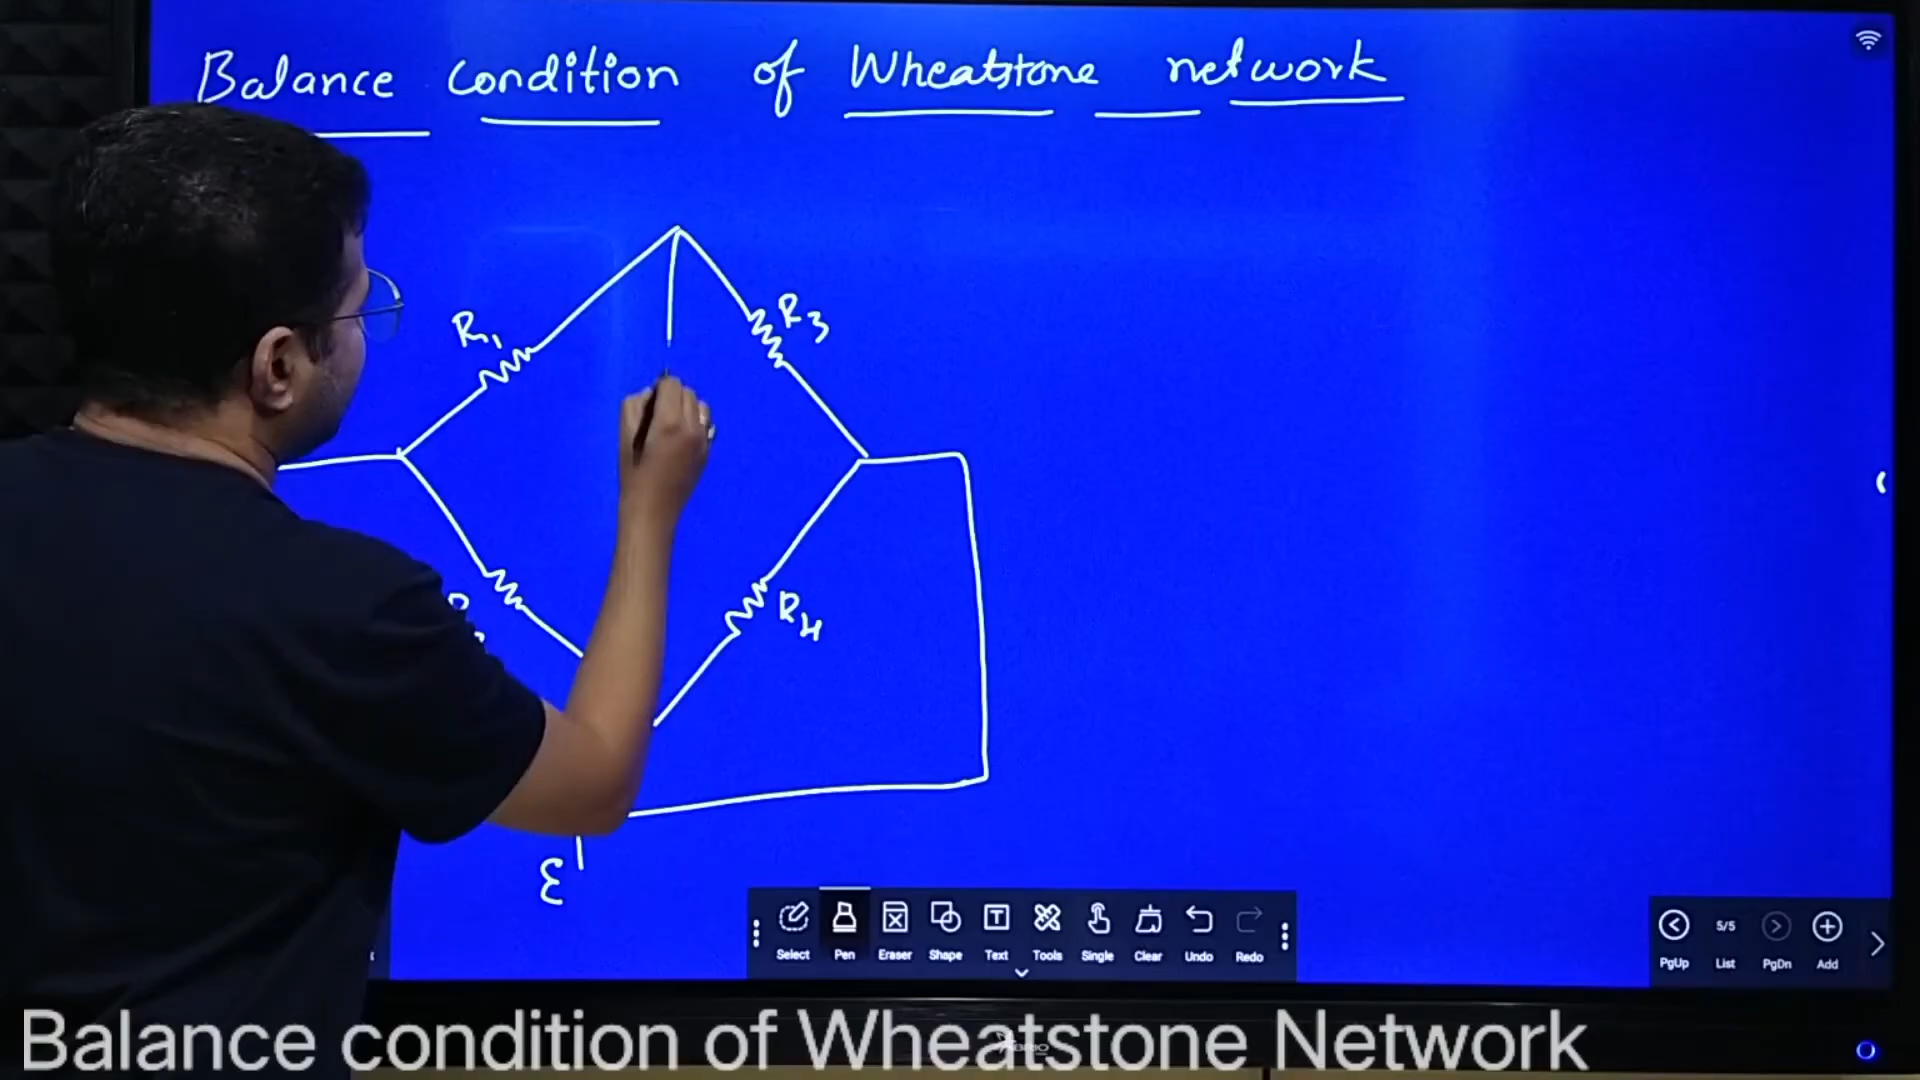 Balance condition of Wheatstone network
R1
R3
R4
ε
Select Pen Eraser Shape Text Tools Single Clear Undo Redo
5/5
PgUp List PgDn Add
Balance condition of Wheatstone Network